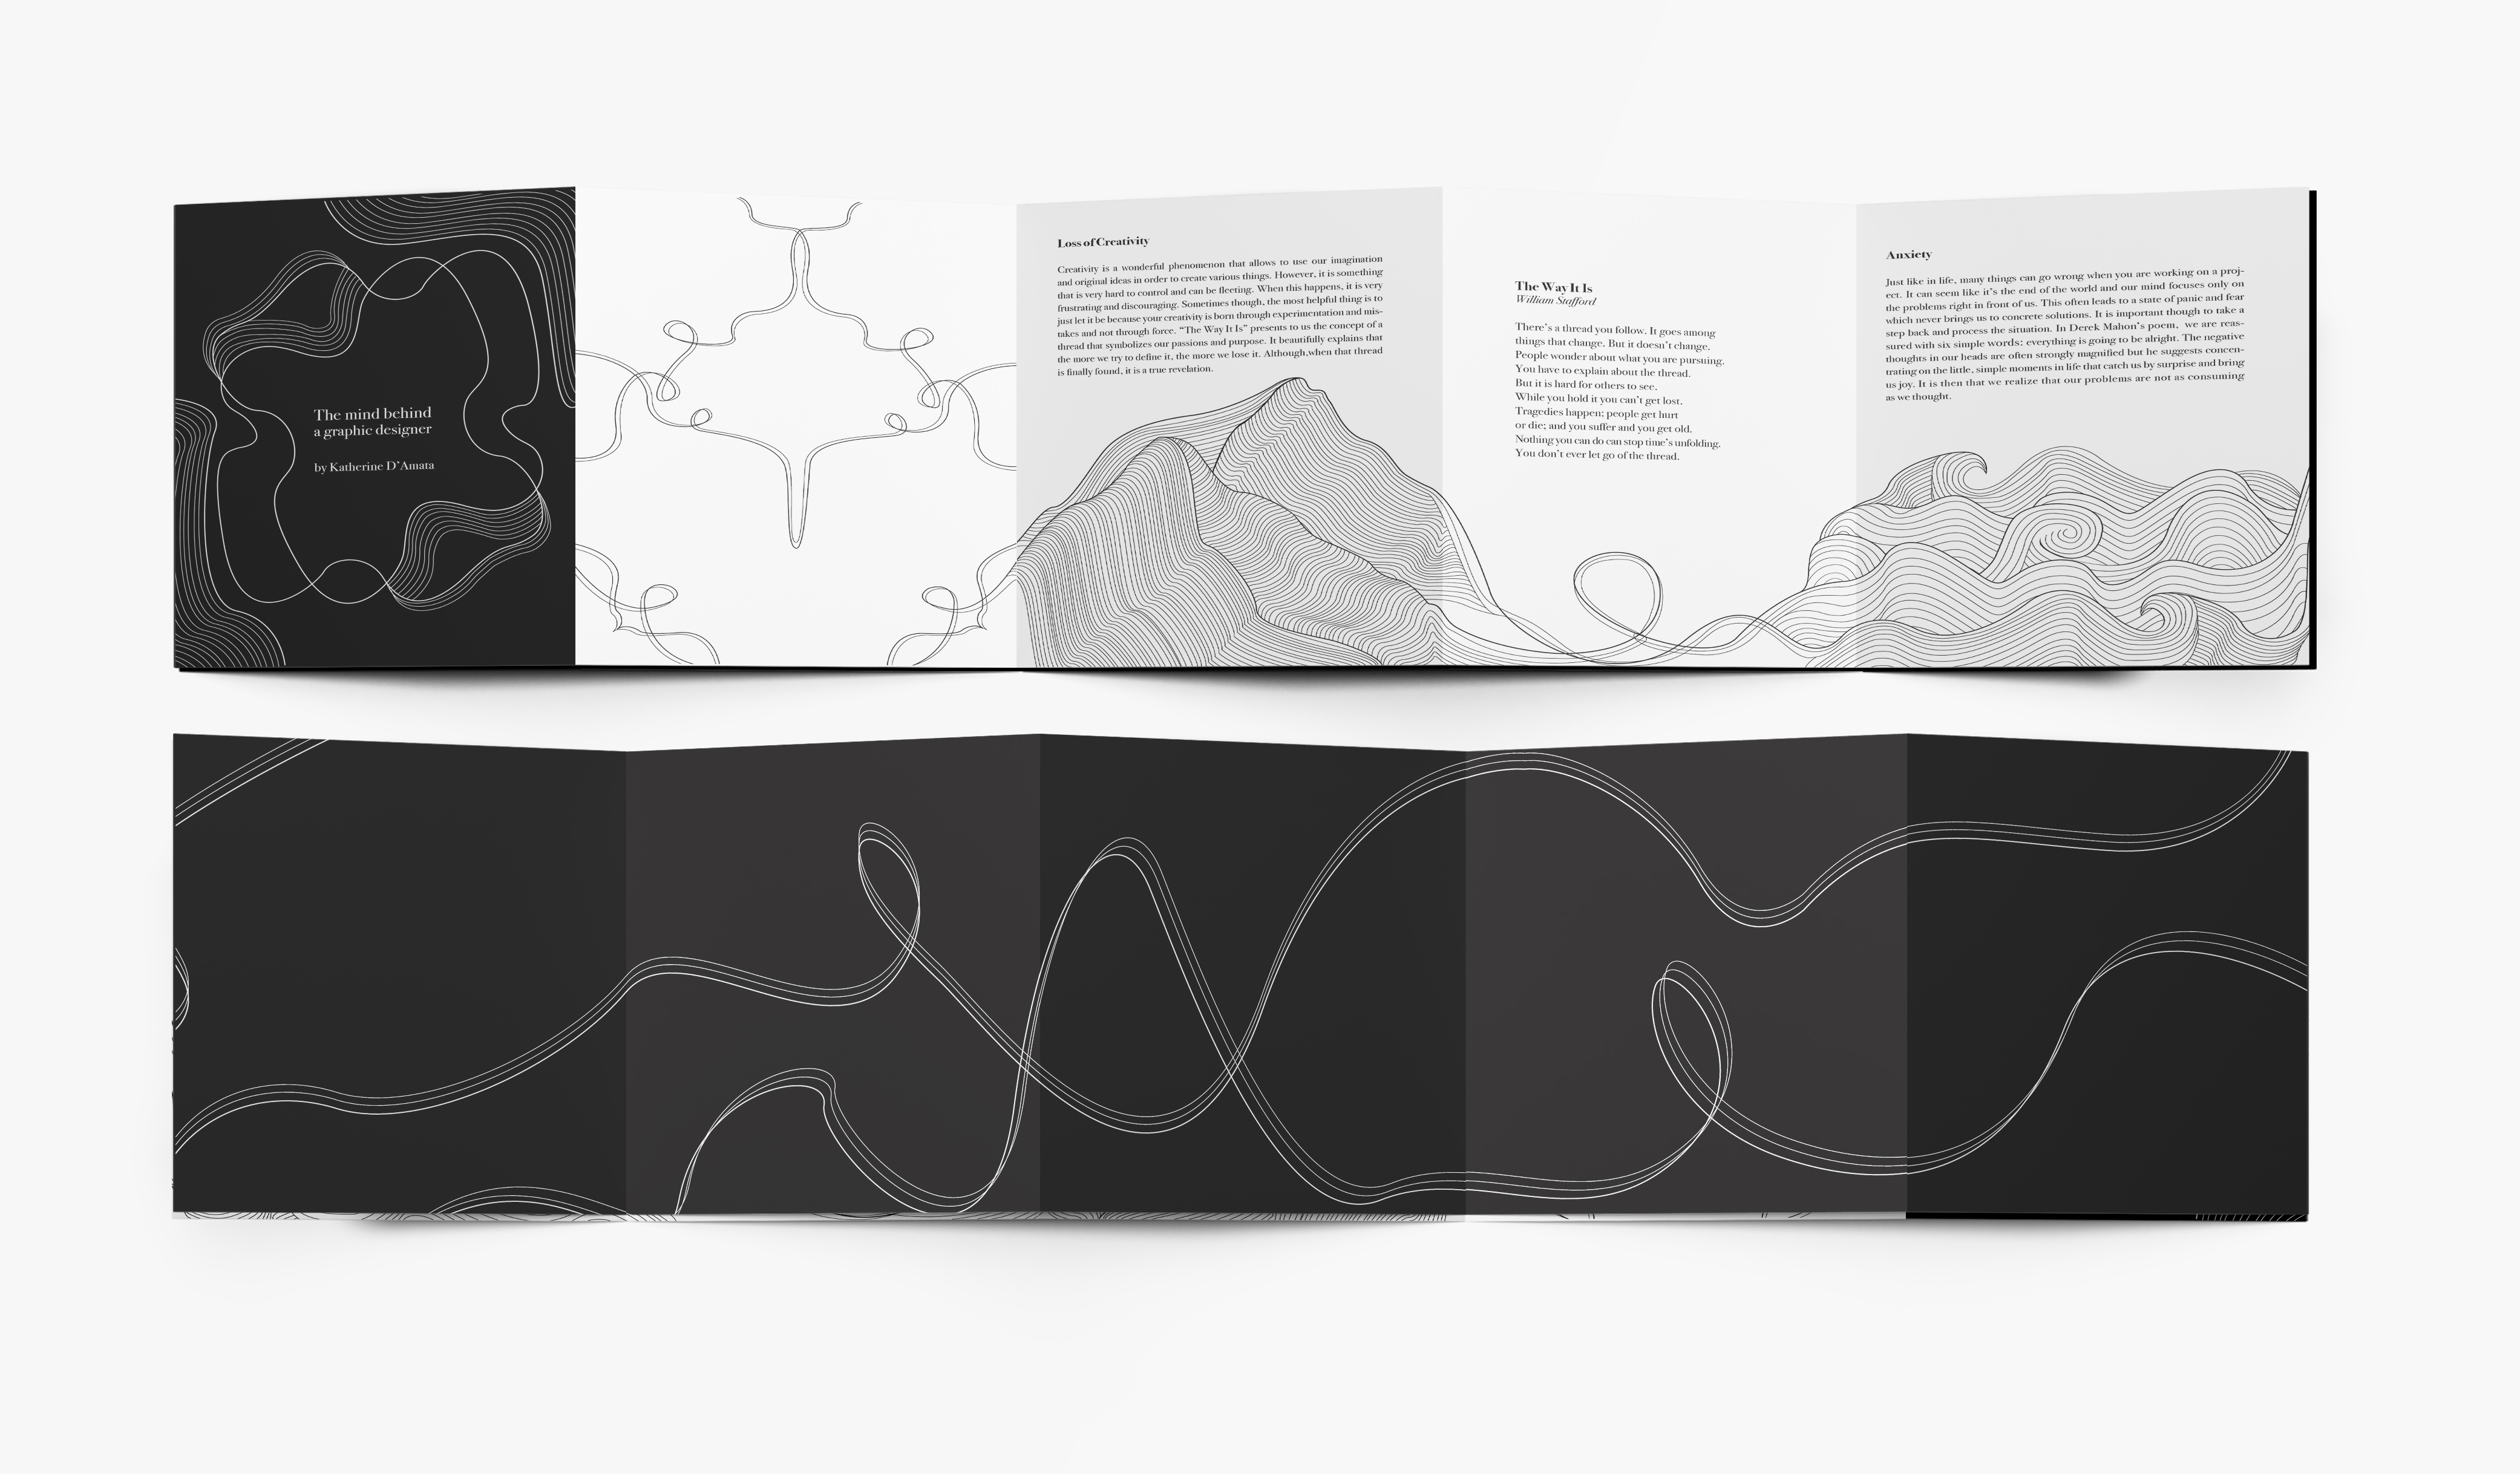 The mind behind
a graphic designer
by Katherine D'Amata
Loss of Creativity
Creativity is a wonderful phenomenon that allows to use our imagination
and original ideas in order to create various things. However, it is something
that is very hard to control and can be fleeting. When this happens, it is very
frustrating and discouraging. Sometimes though, the most helpful thing is to
just let it be because your creativity is born through experimentation and mis-
takes and not through force. “The Way It Is” presents to us the concept of a
thread that symbolizes our passions and purpose. It beautifully explains that
the more we try to define it, the more we lose it. Although,when that thread
is finally found, it is a true revelation.
The Way It Is
William Stafford
There’s a thread you follow. It goes among
things that change. But it doesn’t change.
People wonder about what you are pursuing.
You have to explain about the thread.
But it is hard for others to see.
While you hold it you can’t get lost.
Tragedies happen; people get hurt
or die; and you suffer and you get old.
Nothing you can do can stop time’s unfolding.
You don’t ever let go of the thread.
Anxiety
Just like in life, many things can go wrong when you are working on a proj-
ect. It can seem like it’s the end of the world and our mind focuses only on
the problems right in front of us. This often leads to a state of panic and fear
which never brings us to concrete solutions. It is important though to take a
step back and process the situation. In Derek Mahon’s poem, we are reas-
sured with six simple words: everything is going to be alright. The negative
thoughts in our heads are often strongly magnified but he suggests concen-
trating on the little, simple moments in life that catch us by surprise and bring
us joy. It is then that we realize that our problems are not as consuming
as we thought.